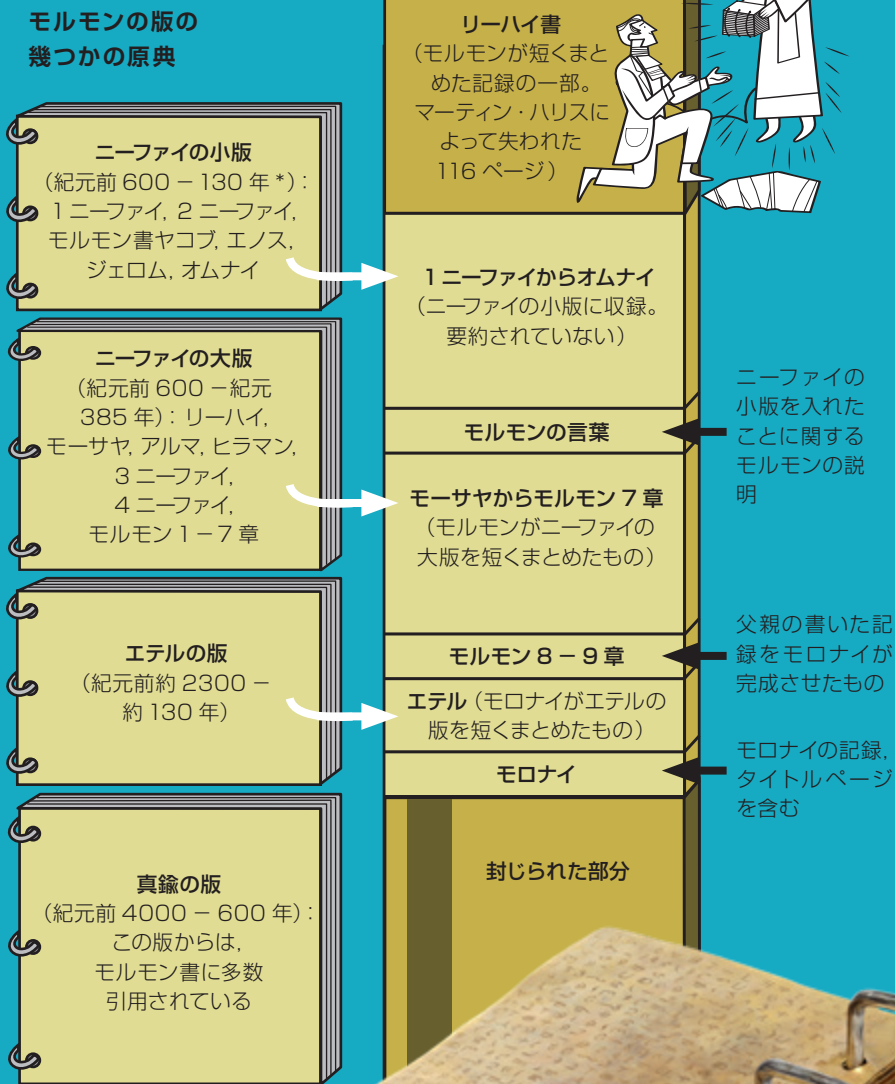 モルモンの版の
幾つかの原典
ニーファイの小版
（紀元前 600 − 130 年 *）：
1 ニーファイ, 2 ニーファイ,
モルモン書ヤコブ, エノス,
ジェロム, オムナイ
ニーファイの大版
（紀元前 600 −紀元
385 年）：リーハイ,
モーサヤ, アルマ, ヒラマン,
3 ニーファイ,
4 ニーファイ,
モルモン 1 − 7 章
エテルの版
（紀元前約 2300 −
約 130 年）
真鍮の版
（紀元前 4000 − 600 年）：
この版からは,
モルモン書に多数
引用されている
リーハイ書
（モルモンが短くまと
めた記録の一部。
マーティン・ハリスに
よって失われた
116 ページ）
1 ニーファイからオムナイ
（ニーファイの小版に収録。
要約されていない）
モルモンの言葉
モーサヤからモルモン 7 章
（モルモンがニーファイの
大版を短くまとめたもの）
モルモン 8 − 9 章
エテル（モロナイがエテルの
版を短くまとめたもの）
モロナイ
封じられた部分
ニーファイの
小版を入れた
ことに関する
モルモンの説
明
父親の書いた記
録をモロナイが
完成させたもの
モロナイの記録,
タイトルページ
を含む